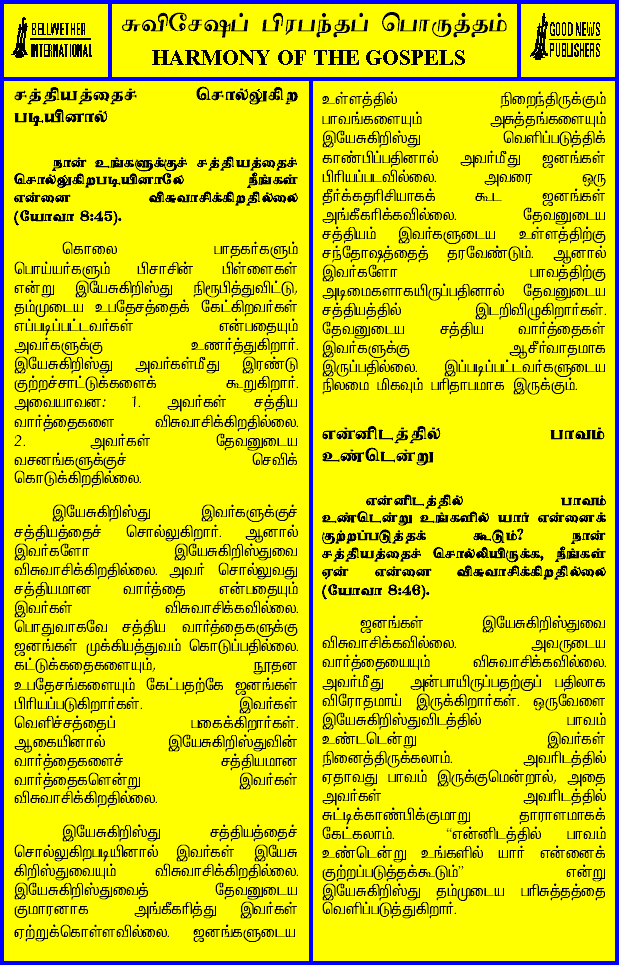 BELLWETHER
INTERNATIONAL
சுவிசேஷப் பிரபந்தப் பொருத்தம்
HARMONY OF THE GOSPELS
GOOD NEWS
PUBLISHERS
சத்தியத்தைச் சொல்லுகிற
படியினால்
நான் உங்களுக்குச் சத்தியத்தைச்
சொல்லுகிறபடியினாலே நீங்கள்
என்னை விசுவாசிக்கிறதில்லை
(யோவா 8:45).
கொலை பாதகர்களும்
பொய்யர்களும் பிசாசின் பிள்ளைகள்
என்று இயேசுகிறிஸ்து நிரூபித்துவிட்டு,
தம்முடைய உபதேசத்தைக் கேட்கிறவர்கள்
எப்படிப்பட்டவர்கள் என்பதையும்
அவர்களுக்கு உணர்த்துகிறார்.
இயேசுகிறிஸ்து அவர்கள்மீது இரண்டு
குற்றச்சாட்டுக்களைக் கூறுகிறார்.
அவையாவன: 1. அவர்கள் சத்திய
வார்த்தைகளை விசுவாசிக்கிறதில்லை.
2. அவர்கள் தேவனுடைய
வசனங்களுக்குச் செவிக்
கொடுக்கிறதில்லை.
இயேசுகிறிஸ்து இவர்களுக்குச்
சத்தியத்தைச் சொல்லுகிறார். ஆனால்
இவர்களோ இயேசுகிறிஸ்துவை
விசுவாசிக்கிறதில்லை. அவர் சொல்லுவது
சத்தியமான வார்த்தை என்பதையும்
இவர்கள் விசுவாசிக்கவில்லை.
பொதுவாகவே சத்திய வார்த்தைகளுக்கு
ஜனங்கள் முக்கியத்துவம் கொடுப்பதில்லை.
கட்டுக்கதைகளையும், நூதன
உபதேசங்களையும் கேட்பதற்கே ஜனங்கள்
பிரியப்படுகிறார்கள். இவர்கள்
வெளிச்சத்தைப் பகைக்கிறார்கள்.
ஆகையினால் இயேசுகிறிஸ்துவின்
வார்த்தைகளைச் சத்தியமான
வார்த்தைகளென்று இவர்கள்
விசுவாசிக்கிறதில்லை.
இயேசுகிறிஸ்து சத்தியத்தைச்
சொல்லுகிறபடியினால் இவர்கள் இயேசு
கிறிஸ்துவையும் விசுவாசிக்கிறதில்லை.
இயேசுகிறிஸ்துவைத் தேவனுடைய
குமாரனாக அங்கீகரித்து இவர்கள்
ஏற்றுக்கொள்ளவில்லை. ஜனங்களுடைய
உள்ளத்தில் நிறைந்திருக்கும்
பாவங்களையும் அசுத்தங்களையும்
இயேசுகிறிஸ்து வெளிப்படுத்திக்
காண்பிப்பதினால் அவர்மீது ஜனங்கள்
பிரியப்படவில்லை. அவரை ஒரு
தீர்க்கதரிசியாகக் கூட ஜனங்கள்
அங்கீகரிக்கவில்லை. தேவனுடைய
சத்தியம் இவர்களுடைய உள்ளத்திற்கு
சந்தோஷத்தைத் தரவேண்டும். ஆனால்
இவர்களோ பாவத்திற்கு
அடிமைகளாகயிருப்பதினால் தேவனுடைய
சத்தியத்தில் இடறிவிழுகிறார்கள்.
தேவனுடைய சத்திய வார்த்தைகள்
இவர்களுக்கு ஆசீர்வாதமாக
இருப்பதில்லை. இப்படிப்பட்டவர்களுடைய
நிலமை மிகவும் பரிதாபமாக இருக்கும்.
என்னிடத்தில் பாவம்
உண்டென்று
என்னிடத்தில் பாவம்
உண்டென்று உங்களில் யார் என்னைக்
குற்றப்படுத்தக் கூடும்? நான்
சத்தியத்தைச் சொல்லியிருக்க, நீங்கள்
ஏன் என்னை விசுவாசிக்கிறதில்லை
(யோவா 8:46).
ஜனங்கள் இயேசுகிறிஸ்துவை
விசுவாசிக்கவில்லை. அவருடைய
வார்த்தையையும் விசுவாசிக்கவில்லை.
அவர்மீது அன்பாயிருப்பதற்குப் பதிலாக
விரோதமாய் இருக்கிறார்கள். ஒருவேளை
இயேசுகிறிஸ்துவிடத்தில் பாவம்
உண்டடென்று இவர்கள்
நினைத்திருக்கலாம். அவரிடத்தில்
ஏதாவது பாவம் இருக்குமென்றால், அதை
அவர்கள் அவரிடத்தில்
சுட்டிக்காண்பிக்குமாறு தாராளமாகக்
கேட்கலாம். “என்னிடத்தில் பாவம்
உண்டென்று உங்களில் யார் என்னைக்
குற்றப்படுத்தக்கூடும்” என்று
இயேசுகிறிஸ்து தம்முடைய பரிசுத்தத்தை
வெளிப்படுத்துகிறார்.